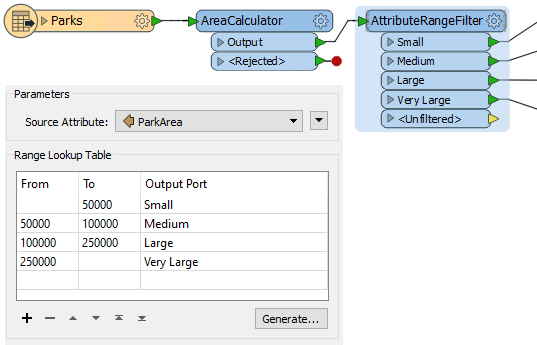 Parks
AreaCalculator
Output
<Rejected>
AttributeRangeFilter
Small
Medium
Large
Very Large
<Unfiltered>
Parameters
Source Attribute: ParkArea
Range Lookup Table
From To Output Port
50000 Small
50000 100000 Medium
100000 250000 Large
250000 Very Large
Generate...